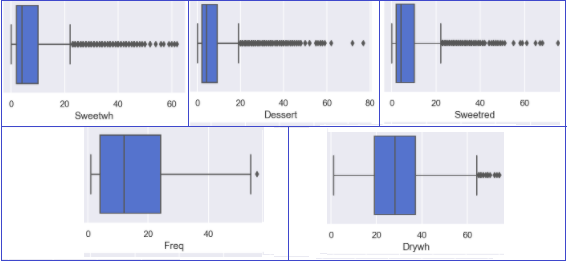 0 20 40 60
Sweetwh
0 20 40 60 80
Dessert
0 20 40 60
Sweetred
0 20 40
Freq
0 20 40 60
Drywh